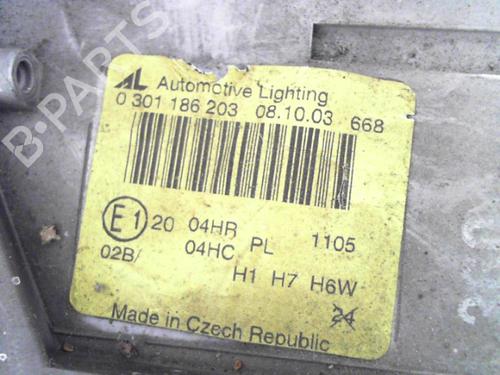 B-PARTS
AL Automotive Lighting
0 301 186 203 08.10.03 668
E1 20 04HR PL 1105
02B/ 04HC
H1 H7 H6W
24
Made in Czech Republic